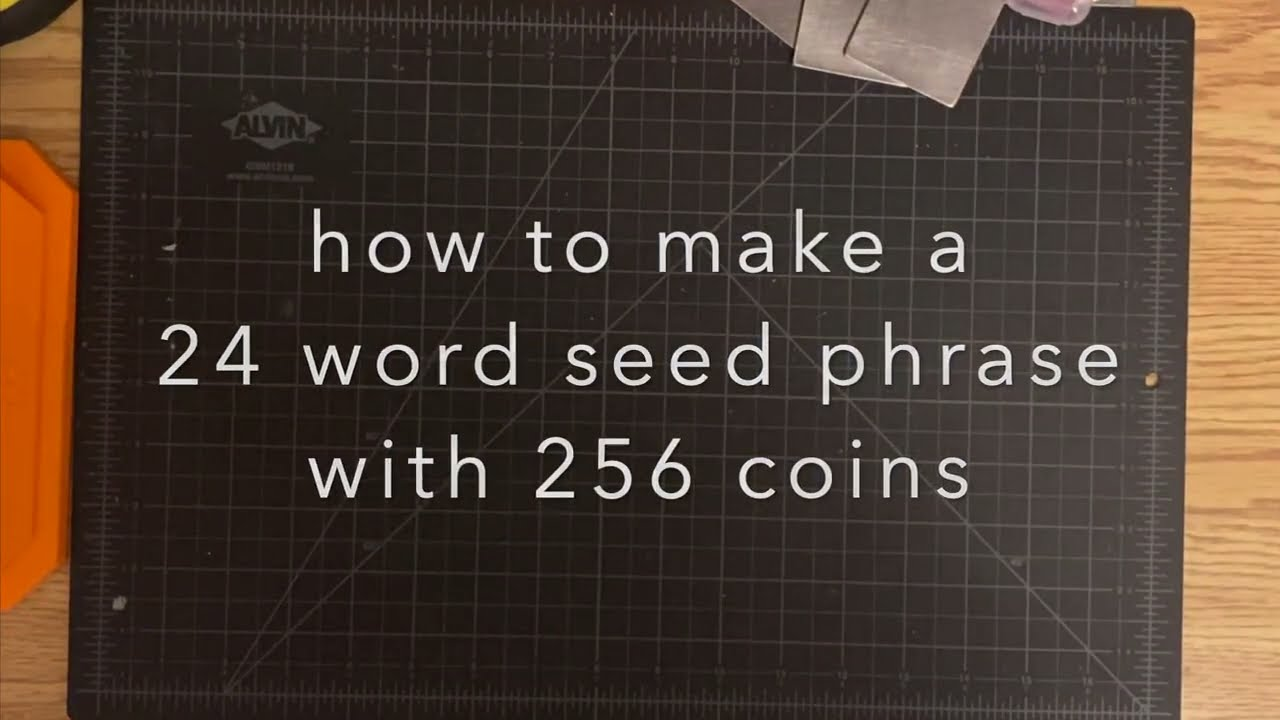 ALVIN
how to make a
24 word seed phrase
with 256 coins